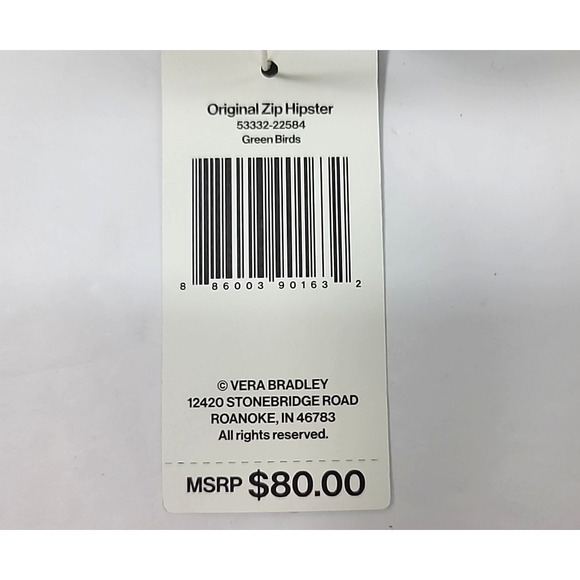 Original Zip Hipster
53332-22584
Green Birds
8 86003 90163 2
© VERA BRADLEY
12420 STONEBRIDGE ROAD
ROANOKE, IN 46783
All rights reserved.
MSRP $80.00